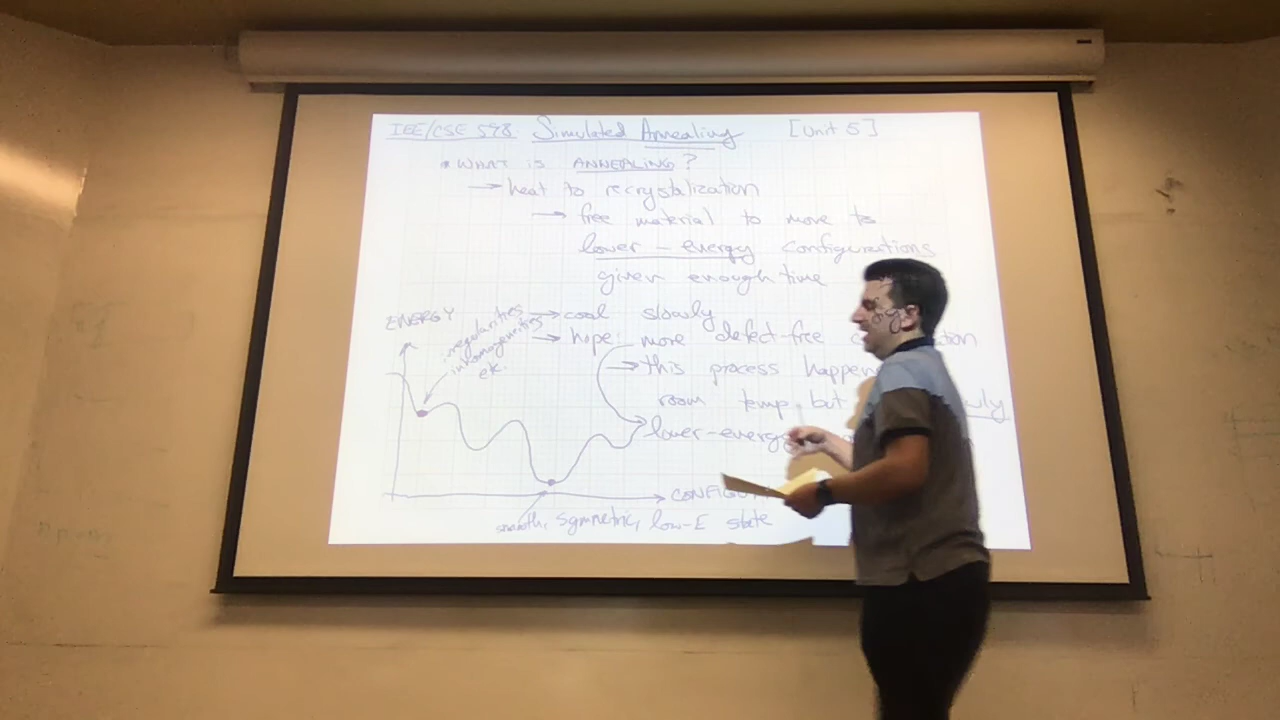 IEE/CSE 598 Simulated Annealing [Unit 5]
• WHAT IS ANNEALING?
→ heat to recrystalization
→ free material to move to
lower-energy configurations
given enough time
→ cool slowly
→ hope: more defect-free
→ this process happen
room temp, but
lower-energy
ENERGY
irregularities
inhomogeneities
etc.
smooth, symmetric, low-E state